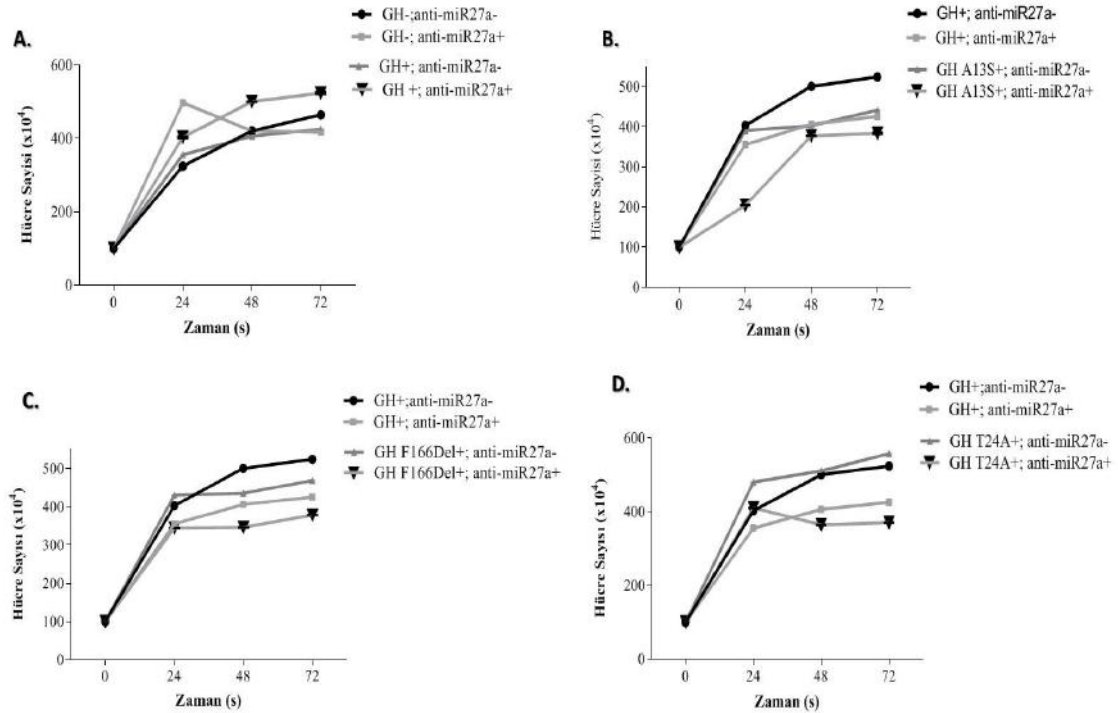 A.
GH-;anti-miR27a-
GH-; anti-miR27a+
GH+; anti-miR27a-
GH +; anti-miR27a+
Hücre Sayisi (x10⁴)
600
400
200
0
0 24 48 72
Zaman (s)
B.
GH+; anti-miR27a-
GH+; anti-miR27a+
GH A13S+; anti-miR27a-
GH A13S+; anti-miR27a+
Hücre Sayisi (x10⁴)
500
400
300
200
100
0
0 24 48 72
Zaman (s)
C.
GH+;anti-miR27a-
GH+; anti-miR27a+
GH F166Del+; anti-miR27a-
GH F166Del+; anti-miR27a+
Hücre Sayısı (x10⁴)
500
400
300
200
100
0
0 24 48 72
Zaman (s)
D.
GH+;anti-miR27a-
GH+; anti-miR27a+
GH T24A+; anti-miR27a-
GH T24A+; anti-miR27a+
Hücre Sayısı (x10⁴)
600
400
200
0
0 24 48 72
Zaman (s)